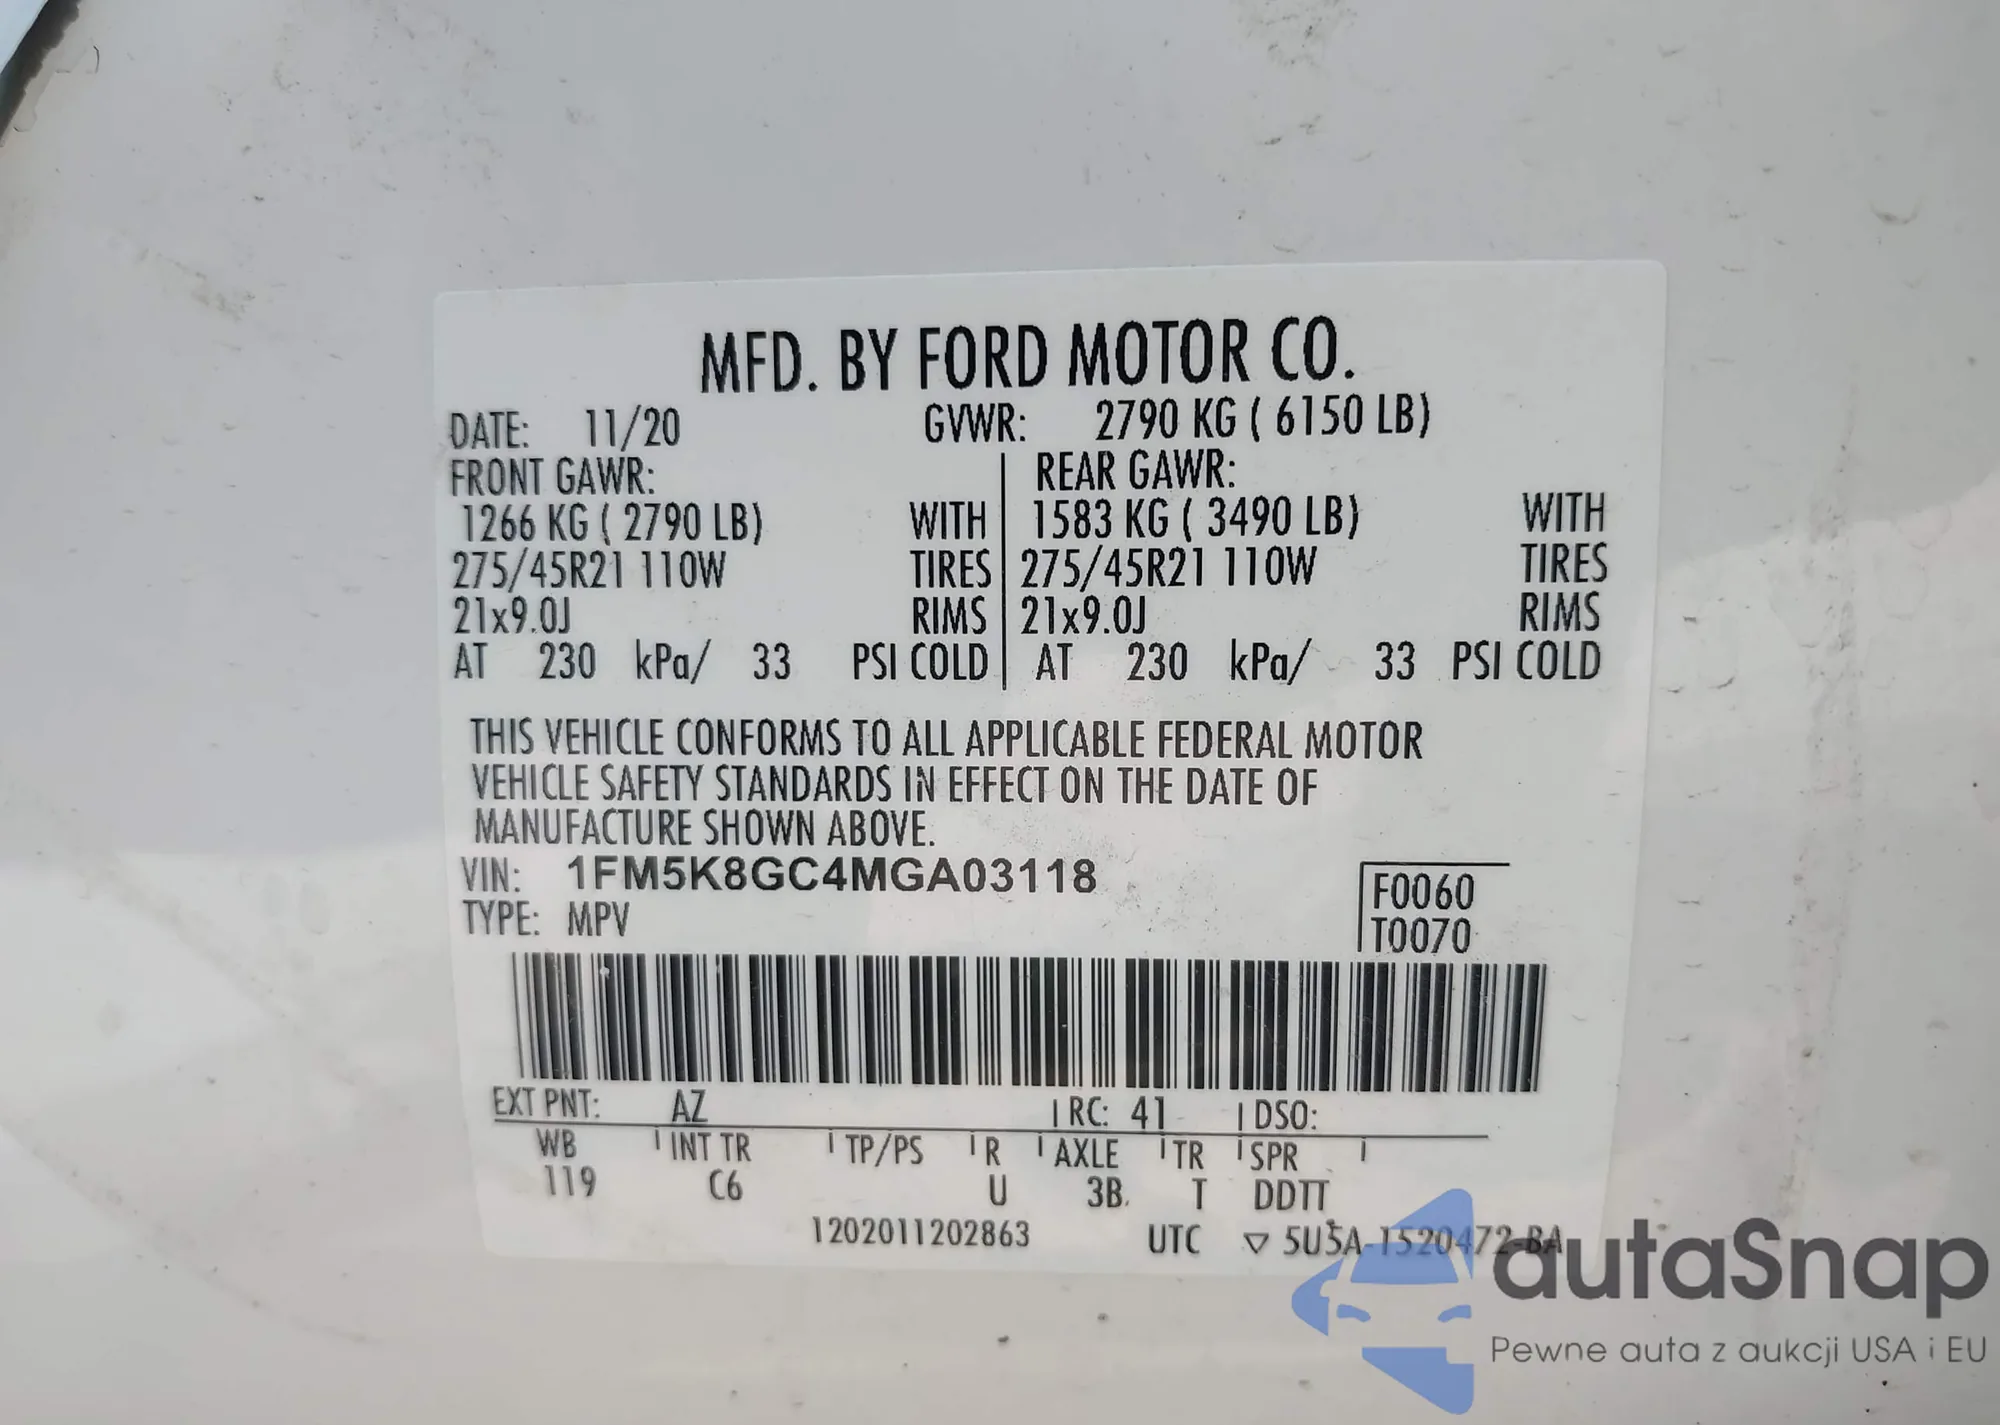 MFD. BY FORD MOTOR CO.
DATE: 11/20 GVWR: 2790 KG ( 6150 LB)
FRONT GAWR: REAR GAWR:
1266 KG ( 2790 LB) WITH 1583 KG ( 3490 LB) WITH
275/45R21 110W TIRES 275/45R21 110W TIRES
21x9.0J RIMS 21x9.0J RIMS
AT 230 kPa/ 33 PSI COLD AT 230 kPa/ 33 PSI COLD
THIS VEHICLE CONFORMS TO ALL APPLICABLE FEDERAL MOTOR
VEHICLE SAFETY STANDARDS IN EFFECT ON THE DATE OF
MANUFACTURE SHOWN ABOVE.
VIN: 1FM5K8GC4MGA03118
TYPE: MPV
F0060
T0070
EXT PNT: AZ RC: 41 DSO:
WB INT TR TP/PS R AXLE TR SPR
119 C6 U 3B T DDTT
1202011202863 UTC ▽ 5U5A-1520472-BA
autaSnap
Pewne auta z aukcji USA i EU